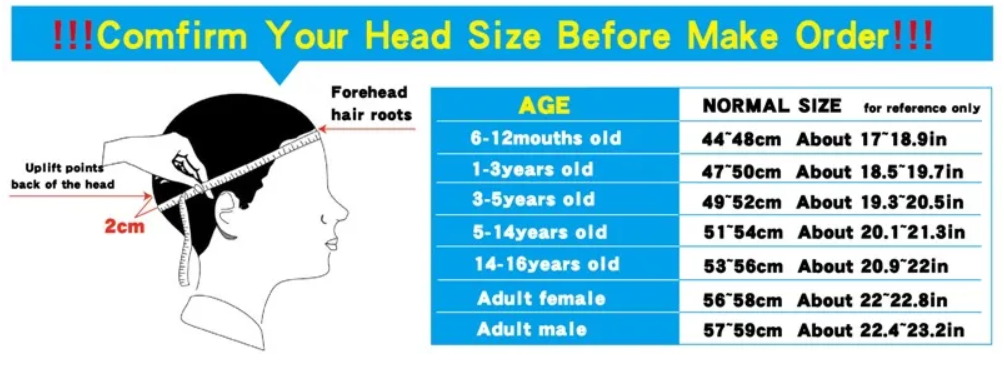 !!!Comfirm Your Head Size Before Make Order!!!
Forehead
hair roots
Uplift points
back of the head
2cm
AGE NORMAL SIZE for reference only
6-12mouths old 44~48cm About 17~18.9in
1-3years old 47~50cm About 18.5~19.7in
3-5years old 49~52cm About 19.3~20.5in
5-14years old 51~54cm About 20.1~21.3in
14-16years old 53~56cm About 20.9~22in
Adult female 56~58cm About 22~22.8in
Adult male 57~59cm About 22.4~23.2in